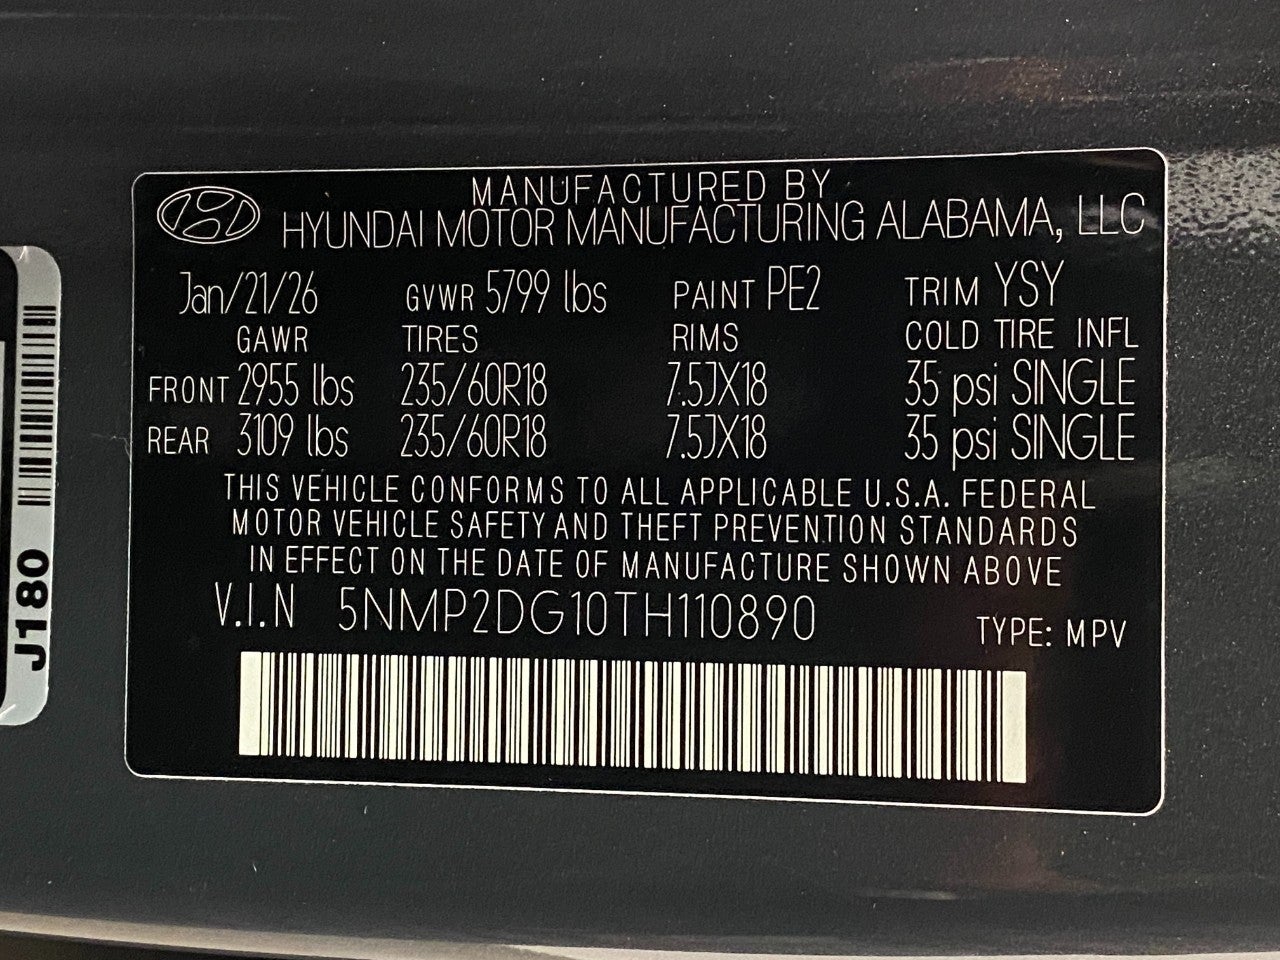 MANUFACTURED BY
HYUNDAI MOTOR MANUFACTURING ALABAMA, LLC
Jan/21/26 GVWR 5799 lbs PAINT PE2 TRIM YSY
GAWR TIRES RIMS COLD TIRE INFL
FRONT 2955 lbs 235/60R18 7.5JX18 35 psi SINGLE
REAR 3109 lbs 235/60R18 7.5JX18 35 psi SINGLE
THIS VEHICLE CONFORMS TO ALL APPLICABLE U.S.A. FEDERAL
MOTOR VEHICLE SAFETY AND THEFT PREVENTION STANDARDS
IN EFFECT ON THE DATE OF MANUFACTURE SHOWN ABOVE
V.I.N 5NMP2DG10TH110890 TYPE: MPV
J180